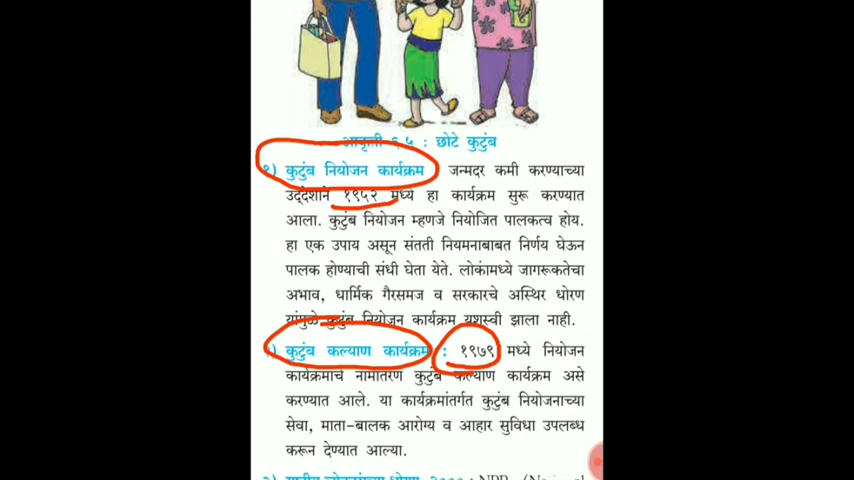 आकृती ६.५ : छोटे कुटुंब
१) कुटुंब नियोजन कार्यक्रम जन्मदर कमी करण्याच्या
उद्देशाने १९५२ मध्ये हा कार्यक्रम सुरू करण्यात
आला. कुटुंब नियोजन म्हणजे नियोजित पालकत्व होय.
हा एक उपाय असून संतती नियमनाबाबत निर्णय घेऊन
पालक होण्याची संधी घेता येते. लोकांमध्ये जागरूकतेचा
अभाव, धार्मिक गैरसमज व सरकारचे अस्थिर धोरण
यांमुळे कुटुंब नियोजन कार्यक्रम यशस्वी झाला नाही.
कुटुंब कल्याण कार्यक्रम : १९७९ मध्ये नियोजन
कार्यक्रमाचे नामांतरण कुटुंब कल्याण कार्यक्रम असे
करण्यात आले. या कार्यक्रमांतर्गत कुटुंब नियोजनाच्या
सेवा, माता-बालक आरोग्य व आहार सुविधा उपलब्ध
करून देण्यात आल्या.